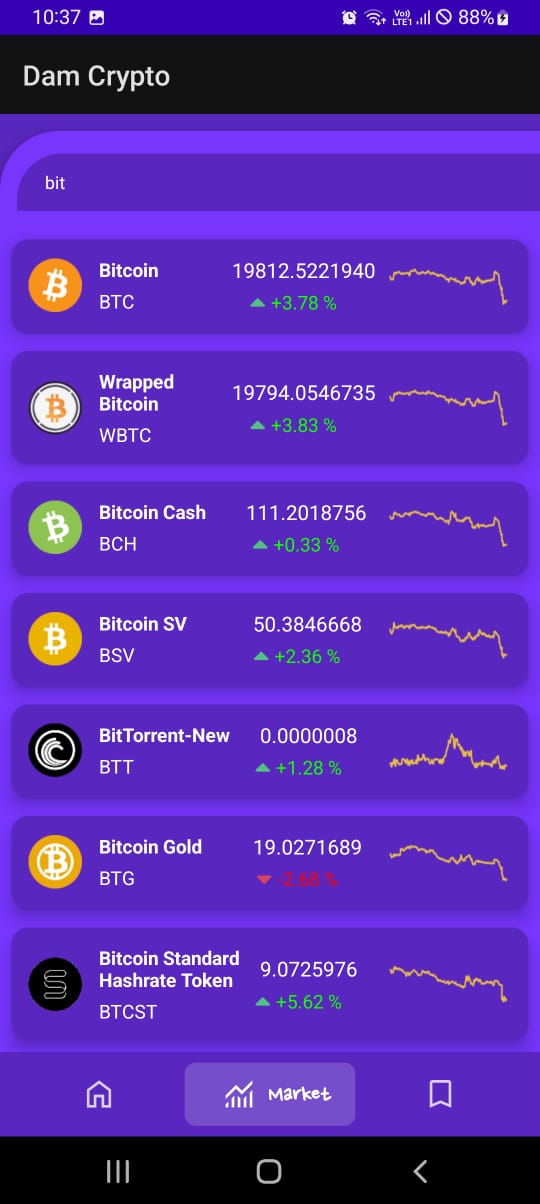 10:37 Vo)) LTE1 88%
Dam Crypto
bit
Bitcoin 19812.5221940
BTC +3.78 %
Wrapped
Bitcoin 19794.0546735
WBTC +3.83 %
Bitcoin Cash 111.2018756
BCH +0.33 %
Bitcoin SV 50.3846668
BSV +2.36 %
BitTorrent-New 0.0000008
BTT +1.28 %
Bitcoin Gold 19.0271689
BTG -2.68 %
Bitcoin Standard
Hashrate Token 9.0725976
BTCST +5.62 %
Market